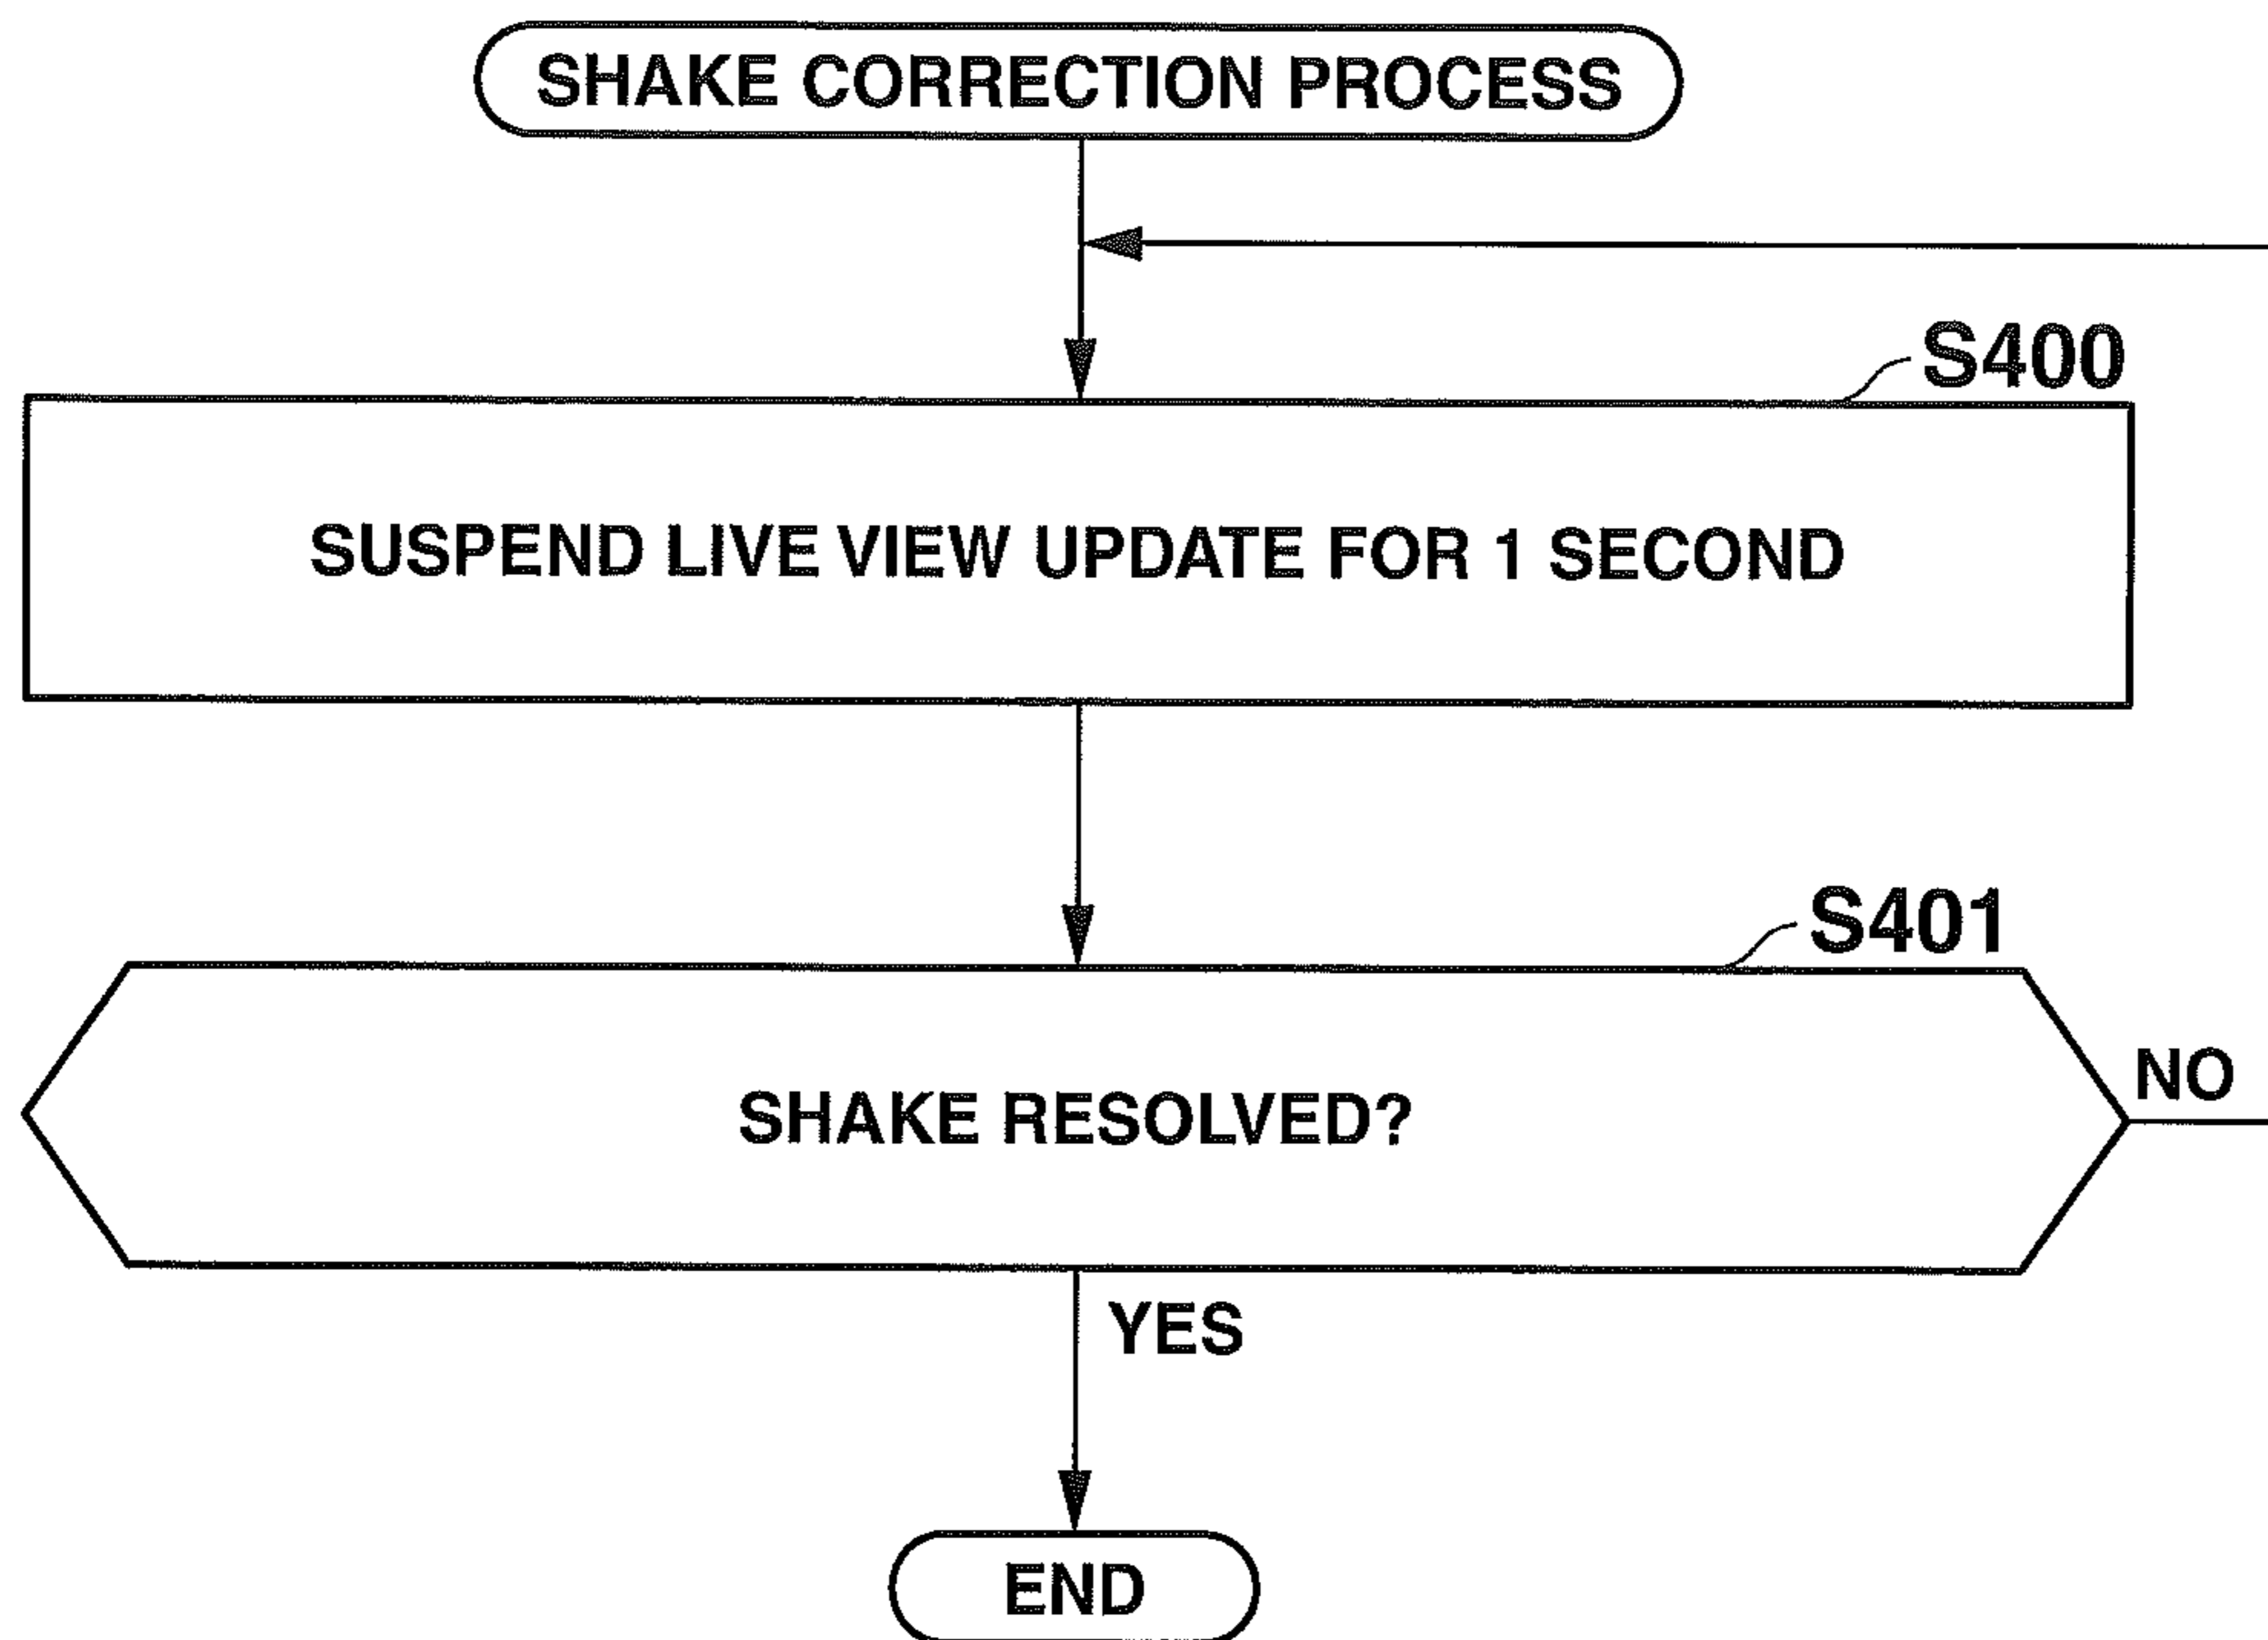 SHAKE CORRECTION PROCESS
S400
SUSPEND LIVE VIEW UPDATE FOR 1 SECOND
S401
SHAKE RESOLVED?
NO
YES
END